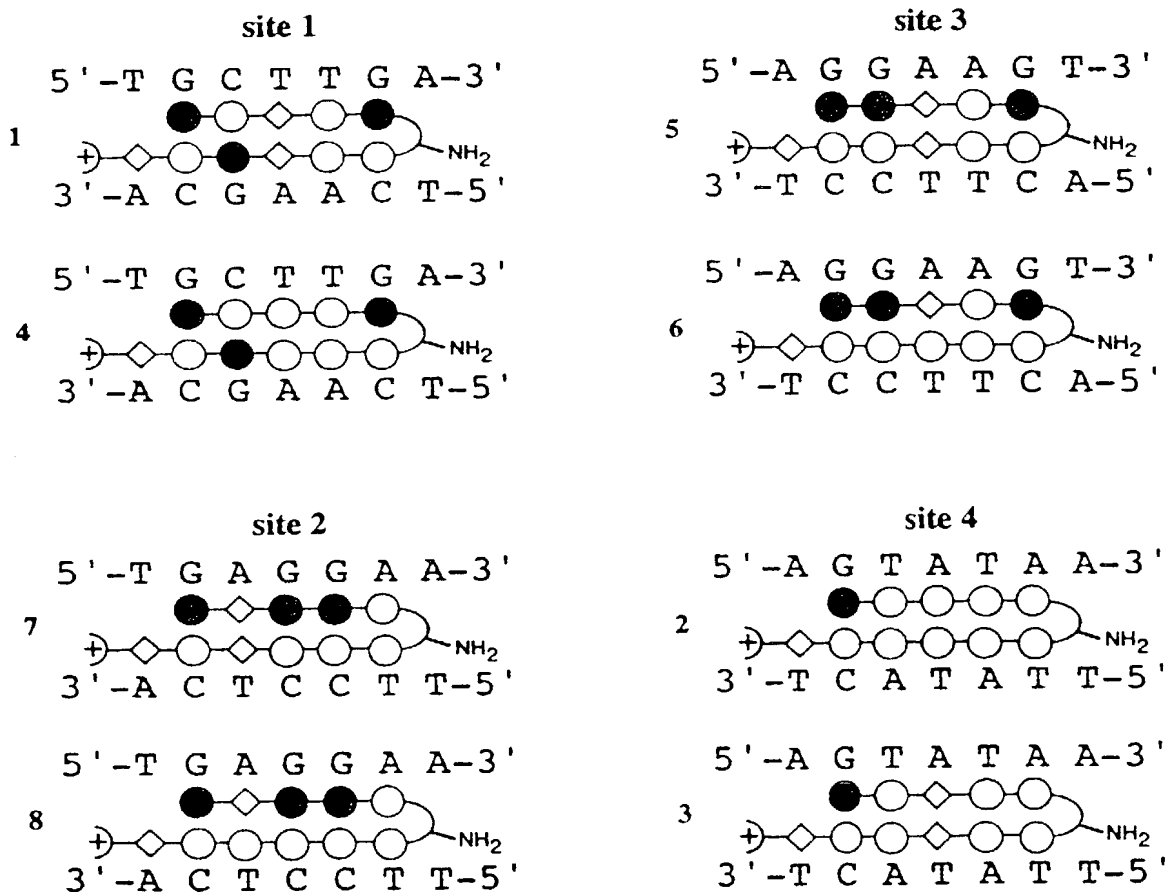 site 1
5'-T G C T T G A-3'
1
+
NH₂
3'-A C G A A C T-5'
5'-T G C T T G A-3'
4
+
NH₂
3'-A C G A A C T-5'
site 3
5'-A G G A A G T-3'
5
+
NH₂
3'-T C C T T C A-5'
5'-A G G A A G T-3'
6
+
NH₂
3'-T C C T T C A-5'
site 2
5'-T G A G G A A-3'
7
+
NH₂
3'-A C T C C T T-5'
5'-T G A G G A A-3'
8
+
NH₂
3'-A C T C C T T-5'
site 4
5'-A G T A T A A-3'
2
+
NH₂
3'-T C A T A T T-5'
5'-A G T A T A A-3'
3
+
NH₂
3'-T C A T A T T-5'